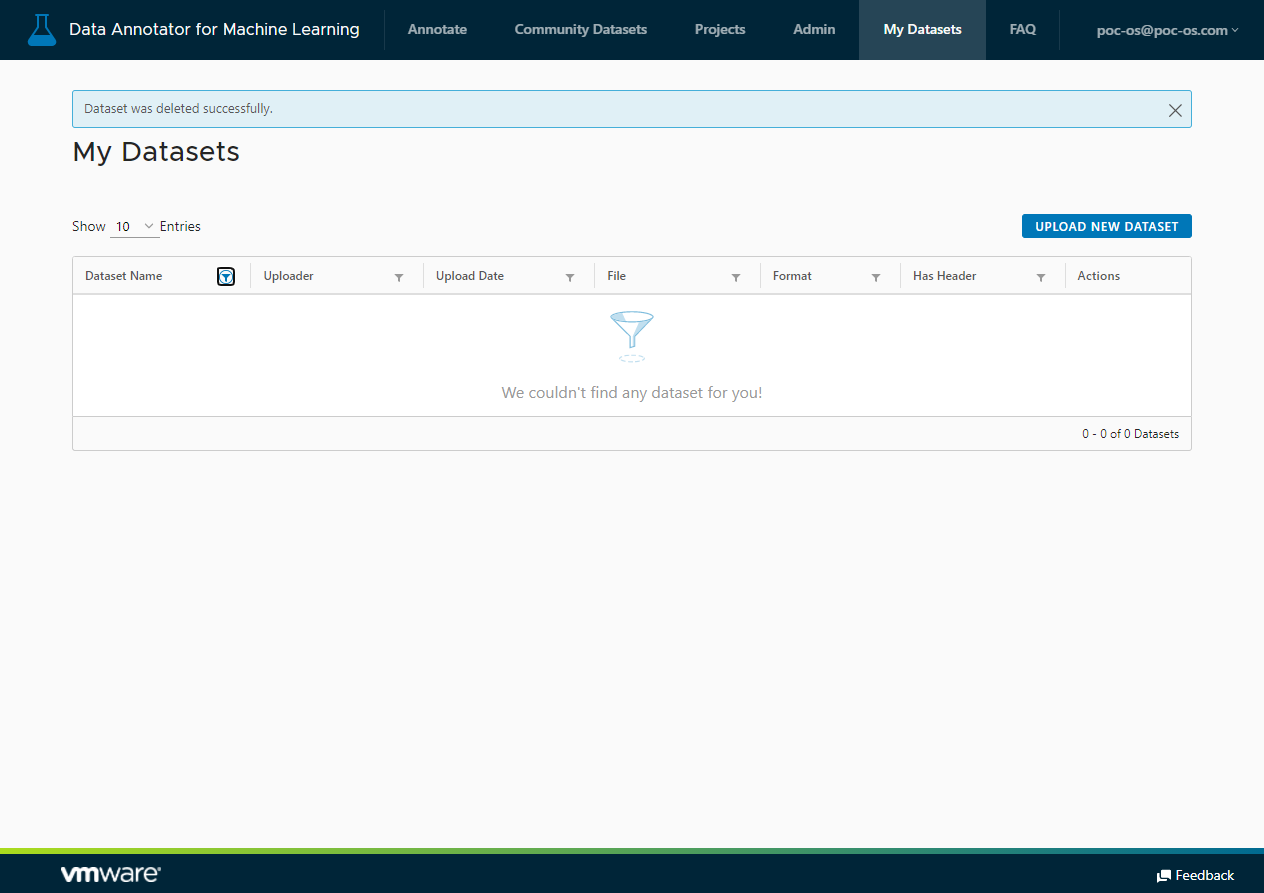 Data Annotator for Machine Learning
Annotate
Community Datasets
Projects
Admin
My Datasets
FAQ
poc-os@poc-os.com
Dataset was deleted successfully.
My Datasets
Show 10 Entries
UPLOAD NEW DATASET
Dataset Name
Uploader
Upload Date
File
Format
Has Header
Actions
We couldn't find any dataset for you!
0 - 0 of 0 Datasets
vmware
Feedback